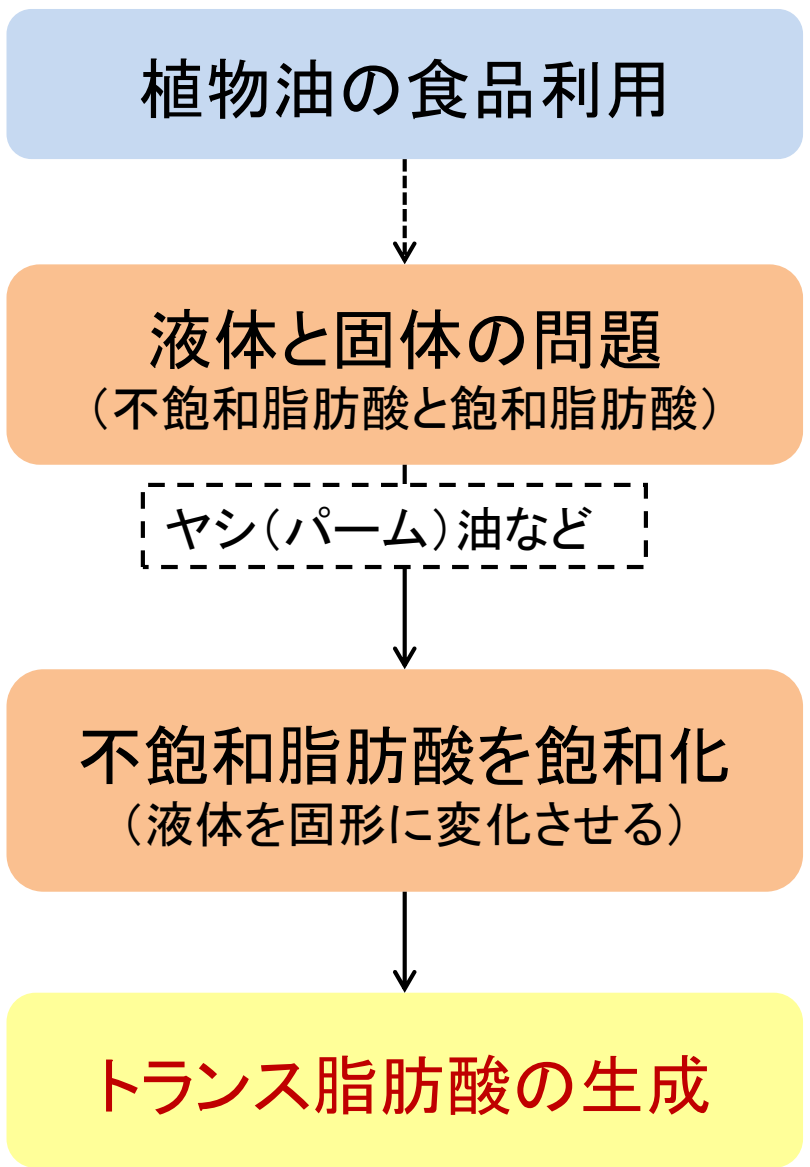 植物油の食品利用
液体と固体の問題
（不飽和脂肪酸と飽和脂肪酸）
ヤシ（パーム）油など
不飽和脂肪酸を飽和化
（液体を固形に変化させる）
トランス脂肪酸の生成